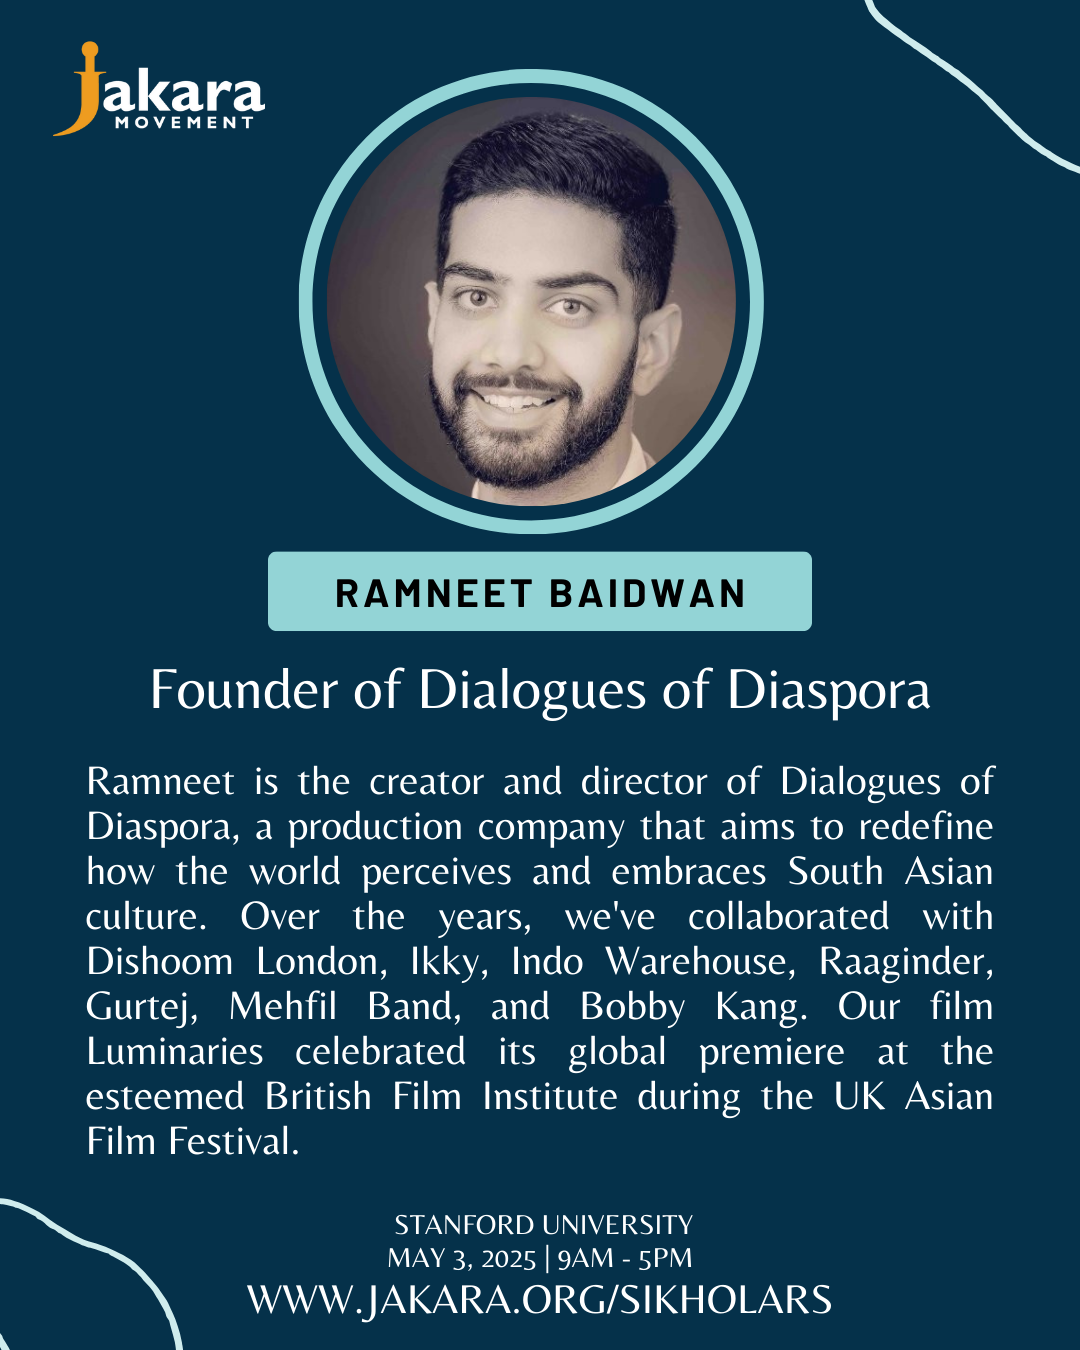 Jakara
MOVEMENT
RAMNEET BAIDWAN
Founder of Dialogues of Diaspora
Ramneet is the creator and director of Dialogues of
Diaspora, a production company that aims to redefine
how the world perceives and embraces South Asian
culture. Over the years, we've collaborated with
Dishoom London, Ikky, Indo Warehouse, Raaginder,
Gurtej, Mehfil Band, and Bobby Kang. Our film
Luminaries celebrated its global premiere at the
esteemed British Film Institute during the UK Asian
Film Festival.
STANFORD UNIVERSITY
MAY 3, 2025 | 9AM - 5PM
WWW.JAKARA.ORG/SIKHOLARS